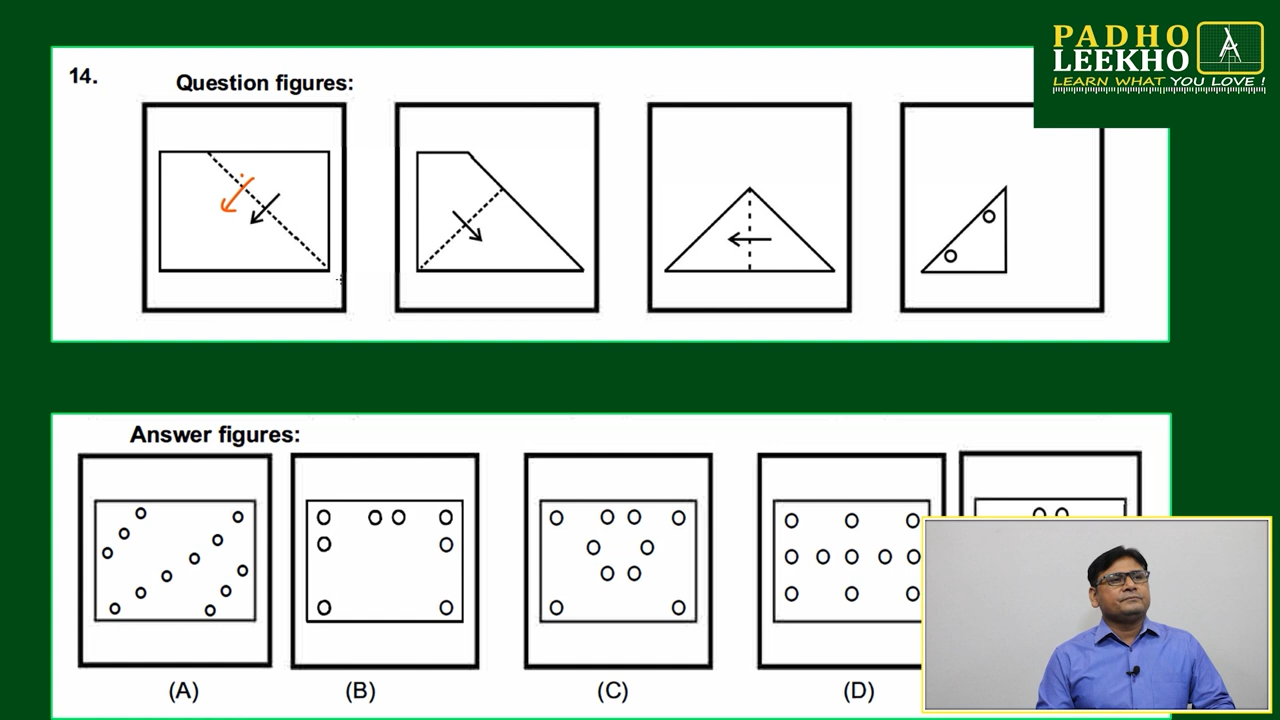 PADHO
LEEKHO
LEARN WHAT YOU LOVE !
14.
Question figures:
Answer figures:
(A)
(B)
(C)
(D)